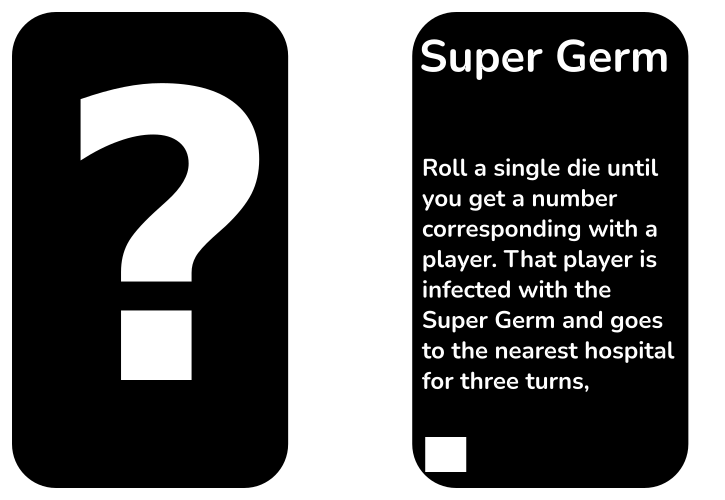 ?
Super Germ
Roll a single die until
you get a number
corresponding with a
player. That player is
infected with the
Super Germ and goes
to the nearest hospital
for three turns,